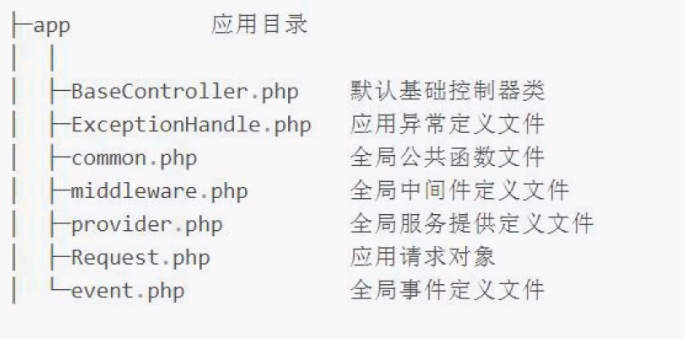 ├─app           应用目录
│  │
│  ├─BaseController.php    默认基础控制器类
│  ├─ExceptionHandle.php   应用异常定义文件
│  ├─common.php            全局公共函数文件
│  ├─middleware.php        全局中间件定义文件
│  ├─provider.php          全局服务提供定义文件
│  ├─Request.php           应用请求对象
│  └─event.php             全局事件定义文件